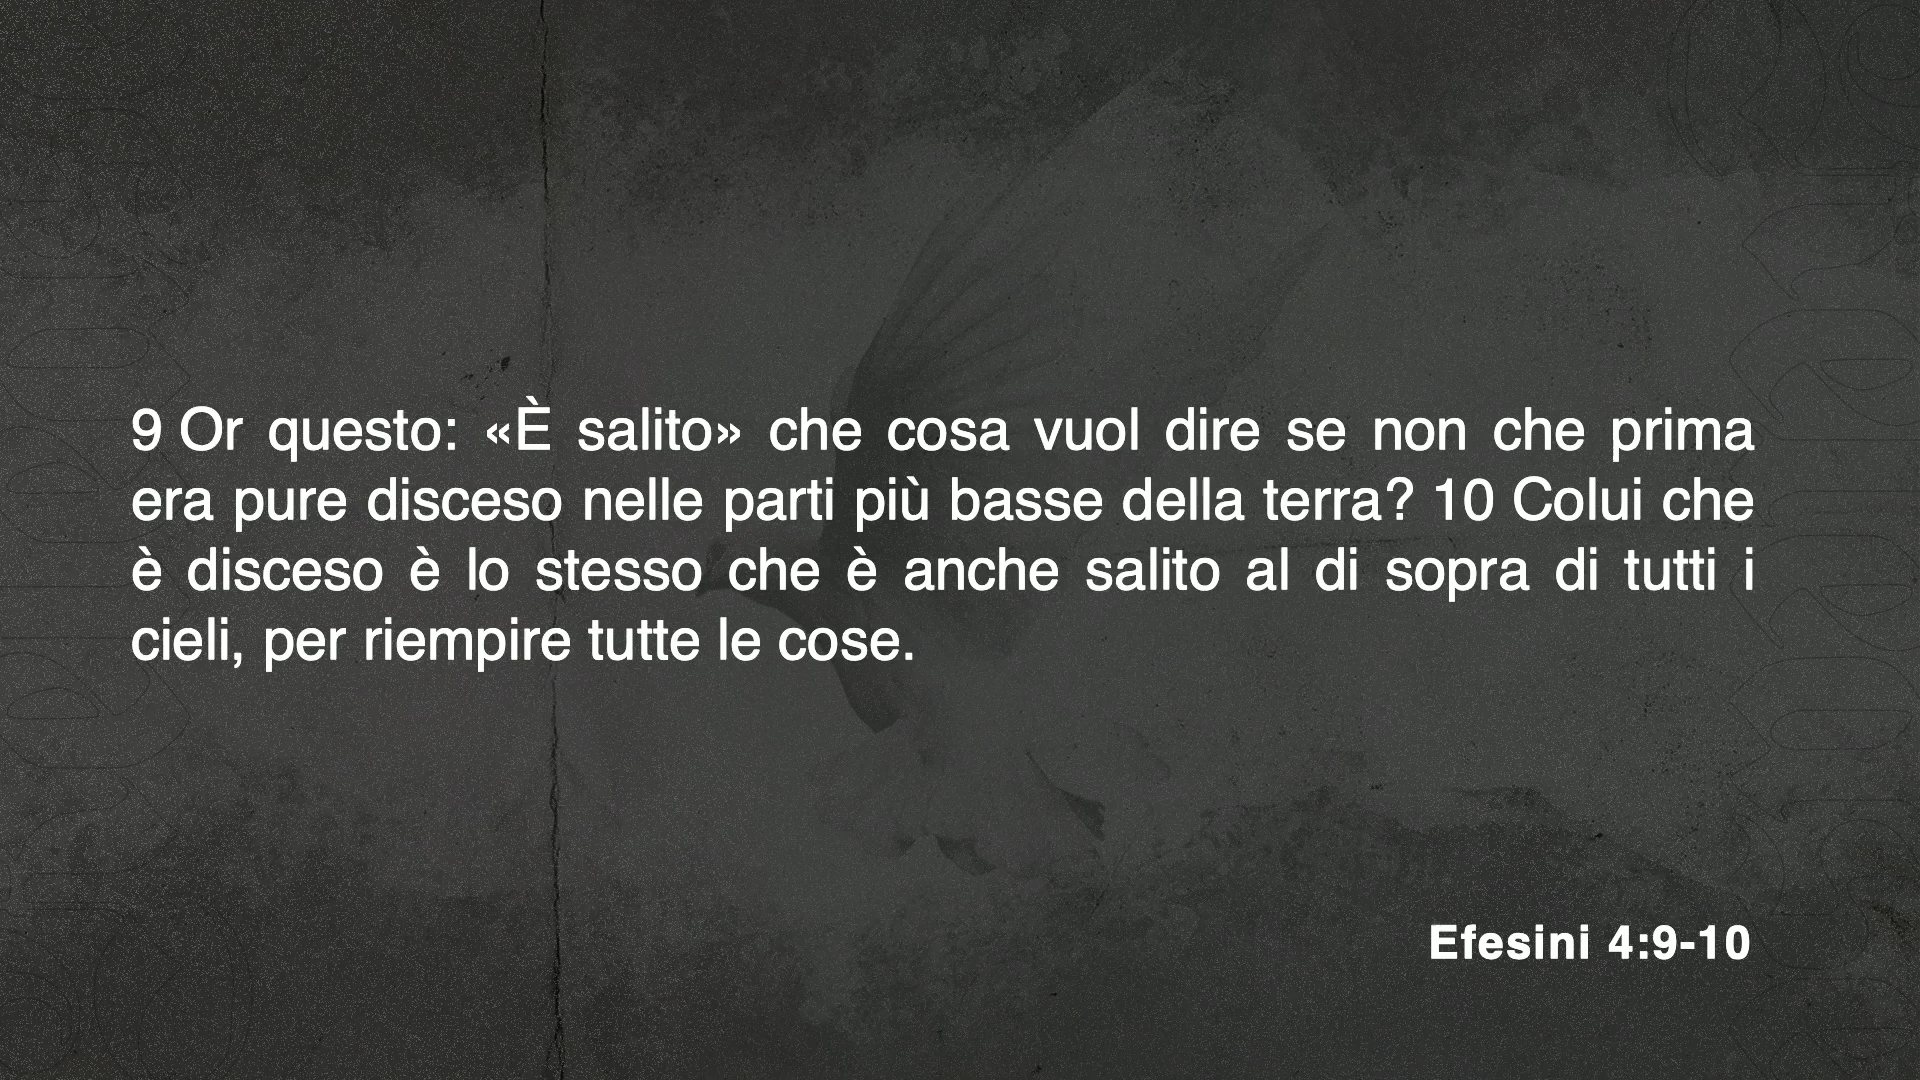 9 Or questo: «È salito» che cosa vuol dire se non che prima
era pure disceso nelle parti più basse della terra? 10 Colui che
è disceso è lo stesso che è anche salito al di sopra di tutti i
cieli, per riempire tutte le cose.
Efesini 4:9-10